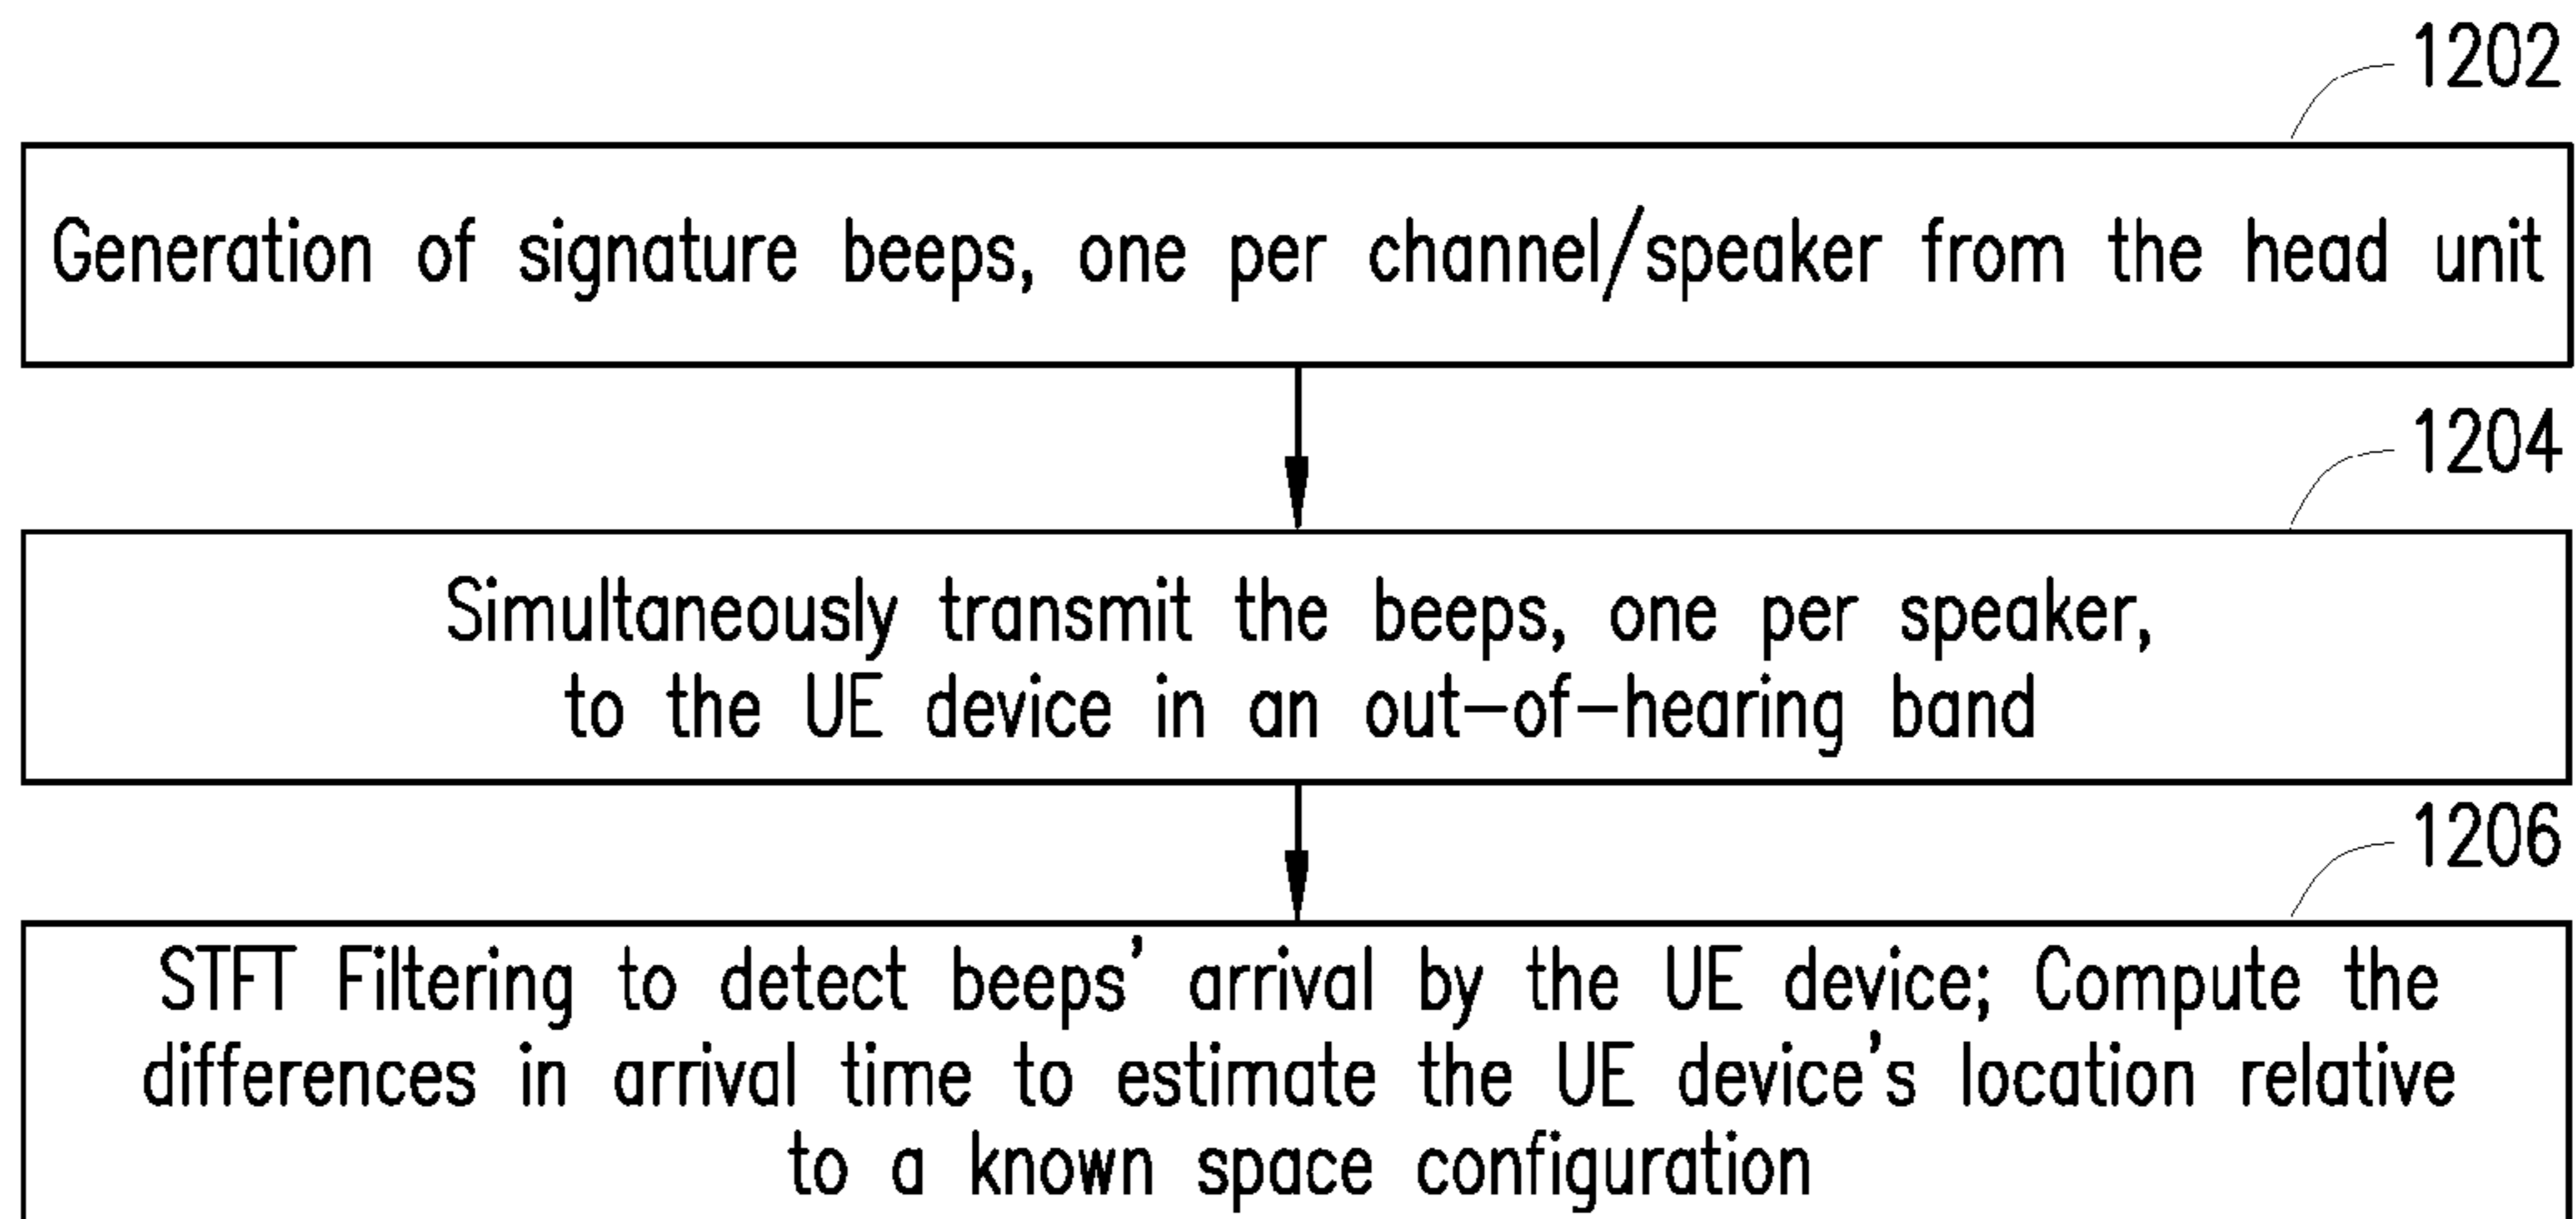 1202
Generation of signature beeps, one per channel/speaker from the head unit
1204
Simultaneously transmit the beeps, one per speaker,
to the UE device in an out-of-hearing band
1206
STFT Filtering to detect beeps' arrival by the UE device; Compute the
differences in arrival time to estimate the UE device's location relative
to a known space configuration